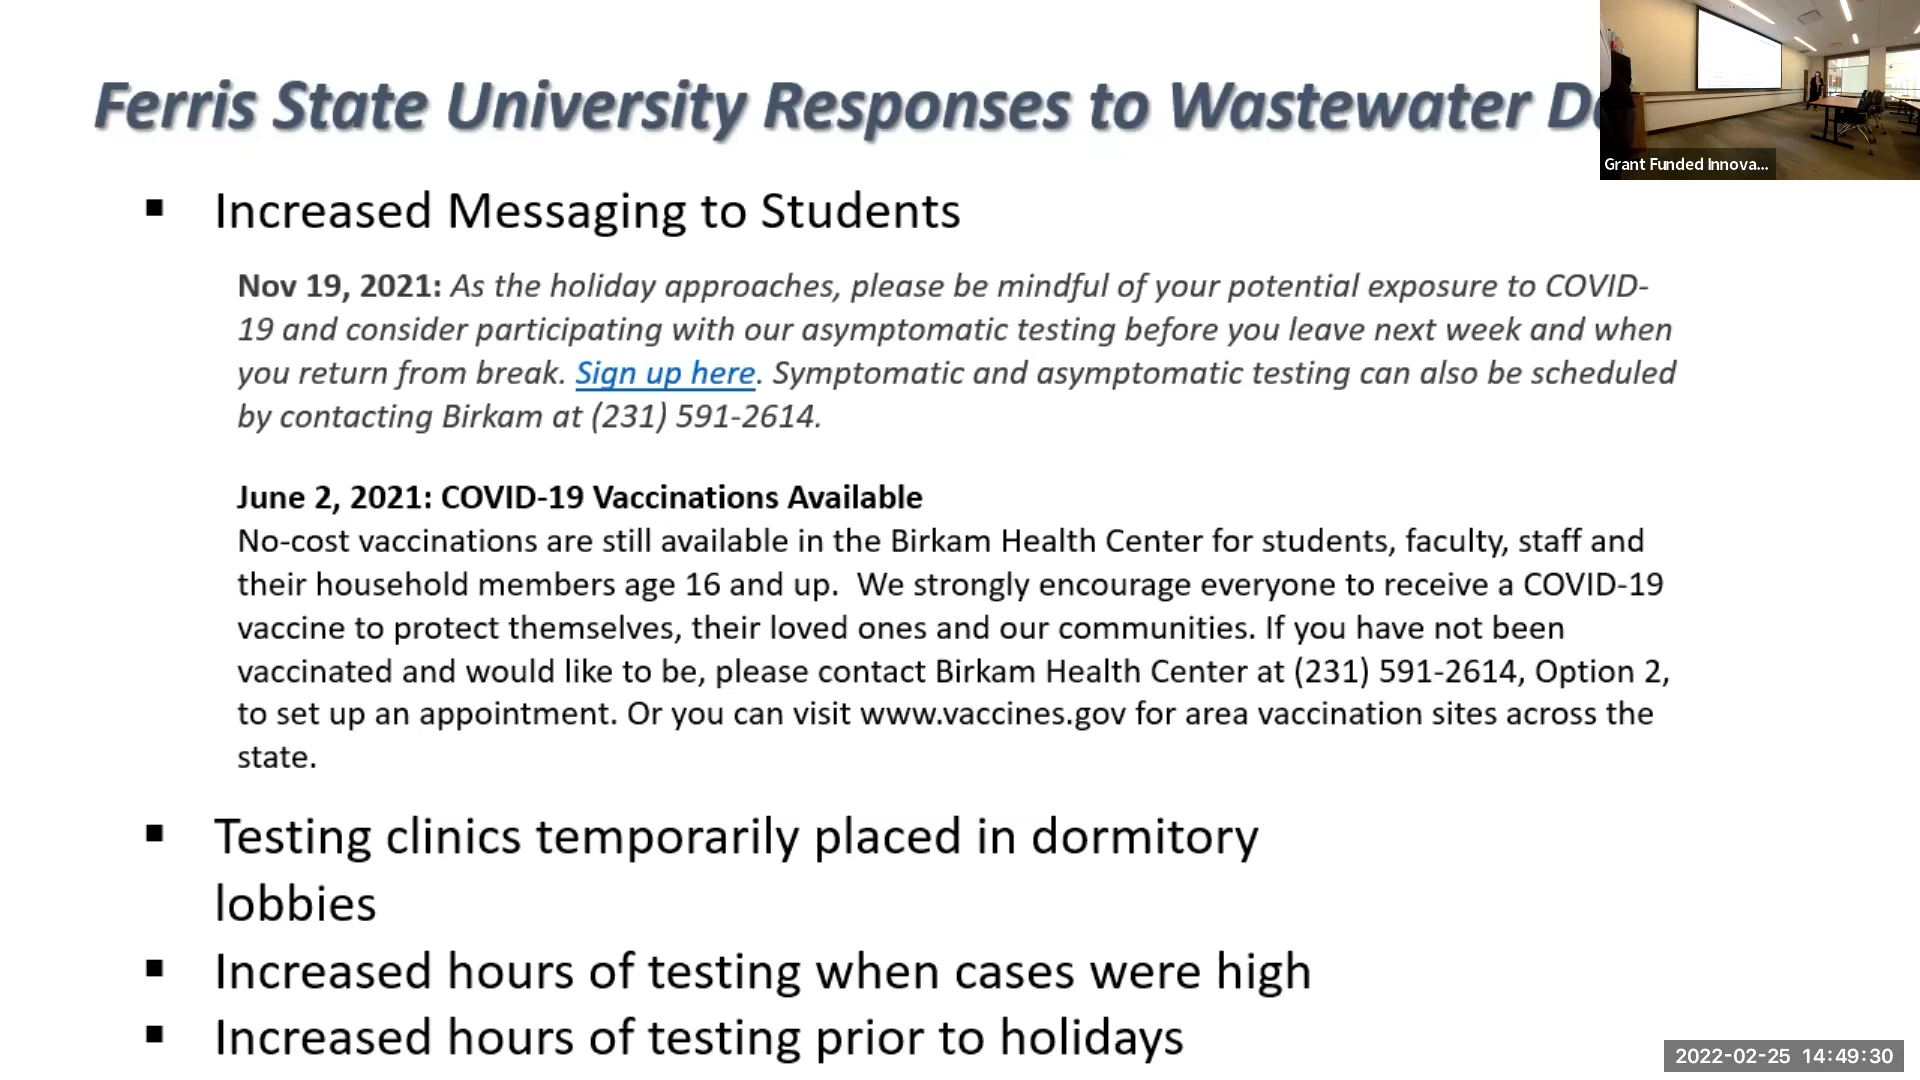 Ferris State University Responses to Wastewater
Grant Funded Innova...
▪ Increased Messaging to Students
Nov 19, 2021: As the holiday approaches, please be mindful of your potential exposure to COVID-
19 and consider participating with our asymptomatic testing before you leave next week and when
you return from break. Sign up here. Symptomatic and asymptomatic testing can also be scheduled
by contacting Birkam at (231) 591-2614.
June 2, 2021: COVID-19 Vaccinations Available
No-cost vaccinations are still available in the Birkam Health Center for students, faculty, staff and
their household members age 16 and up.  We strongly encourage everyone to receive a COVID-19
vaccine to protect themselves, their loved ones and our communities. If you have not been
vaccinated and would like to be, please contact Birkam Health Center at (231) 591-2614, Option 2,
to set up an appointment. Or you can visit www.vaccines.gov for area vaccination sites across the
state.
▪ Testing clinics temporarily placed in dormitory
lobbies
▪ Increased hours of testing when cases were high
▪ Increased hours of testing prior to holidays
2022-02-25 14:49:30